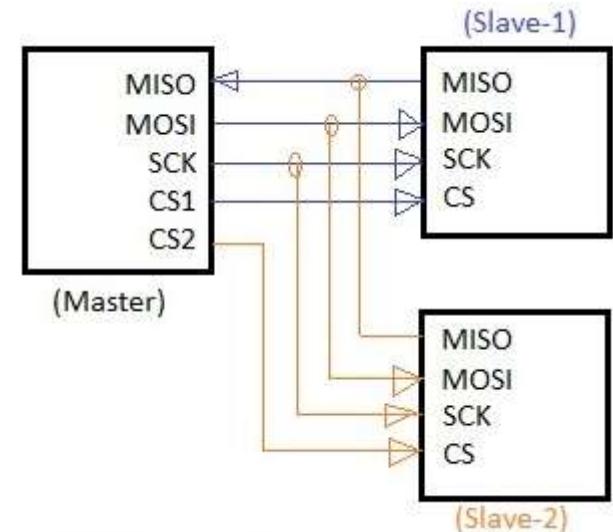 (Slave-1)
MISO
MOSI
SCK
CS1
CS2
(Master)
MISO
MOSI
SCK
CS
MISO
MOSI
SCK
CS
(Slave-2)